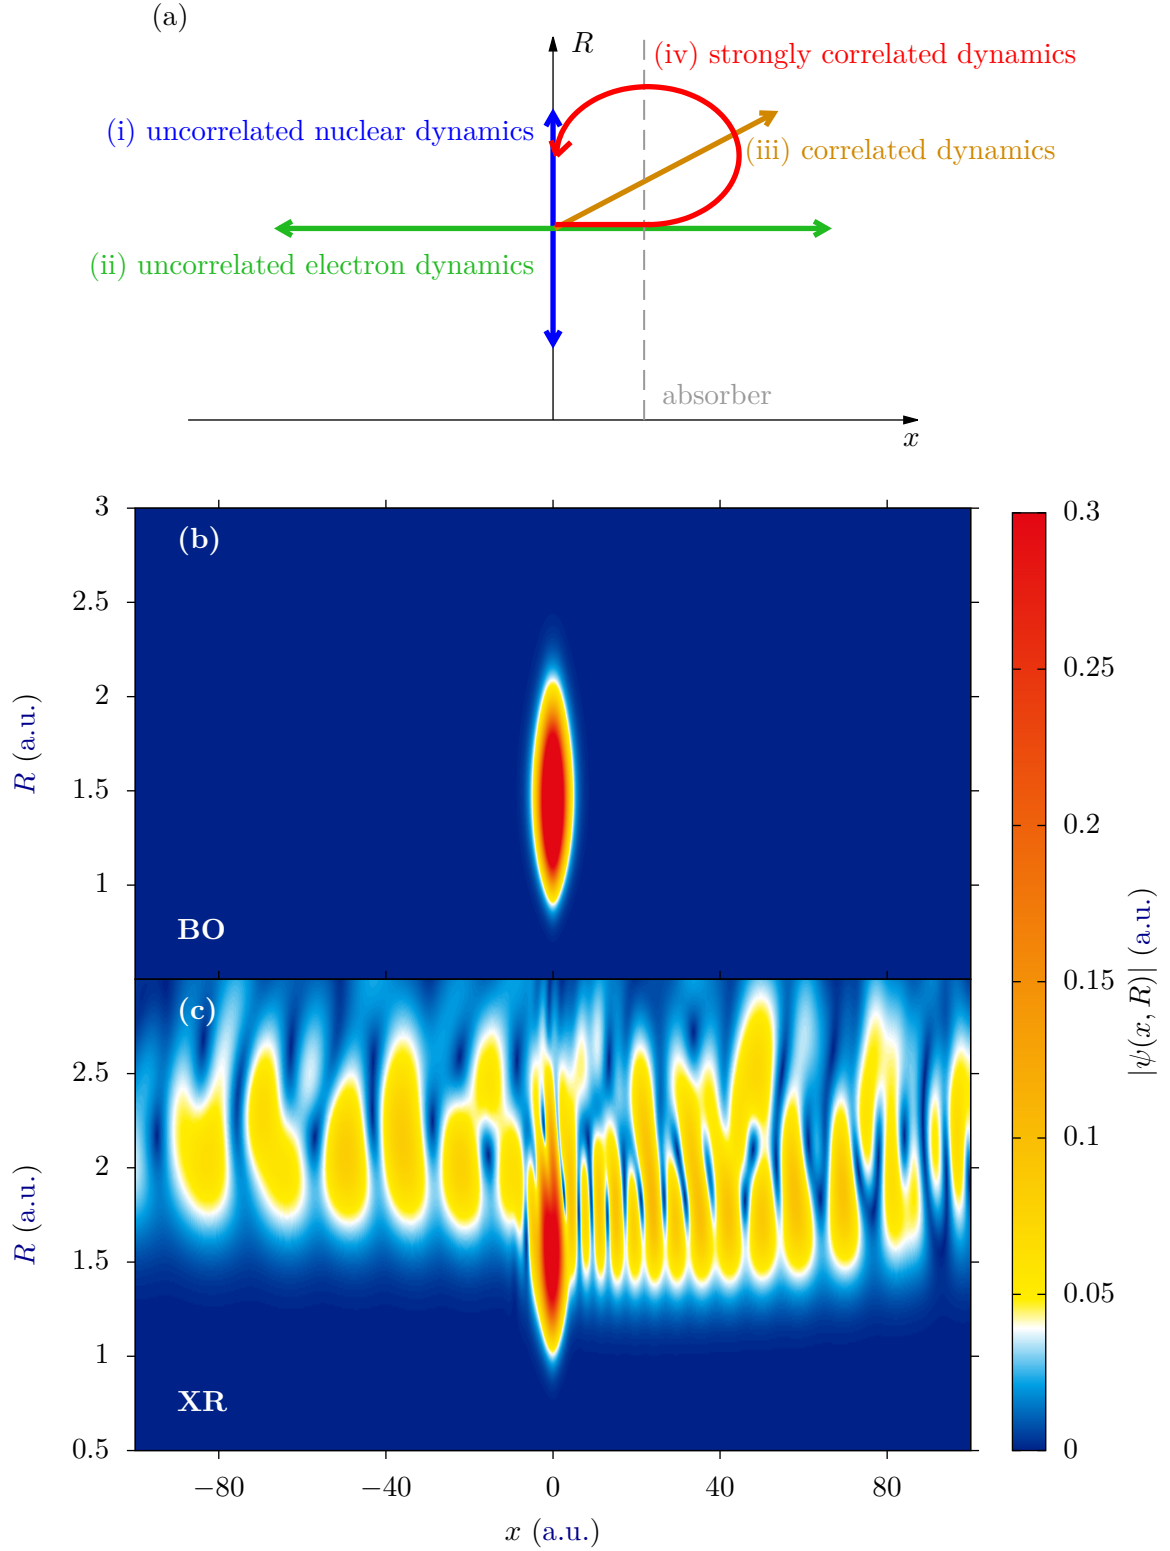 (a)
R
(iv) strongly correlated dynamics
(i) uncorrelated nuclear dynamics
(iii) correlated dynamics
(ii) uncorrelated electron dynamics
absorber
x
3
2.5
2
1.5
1
R (a.u.)
(b)
BO
2.5
2
1.5
1
0.5
R (a.u.)
(c)
XR
−80
−40
0
40
80
x (a.u.)
0.3
0.25
0.2
0.15
0.1
0.05
0
|ψ(x, R)| (a.u.)